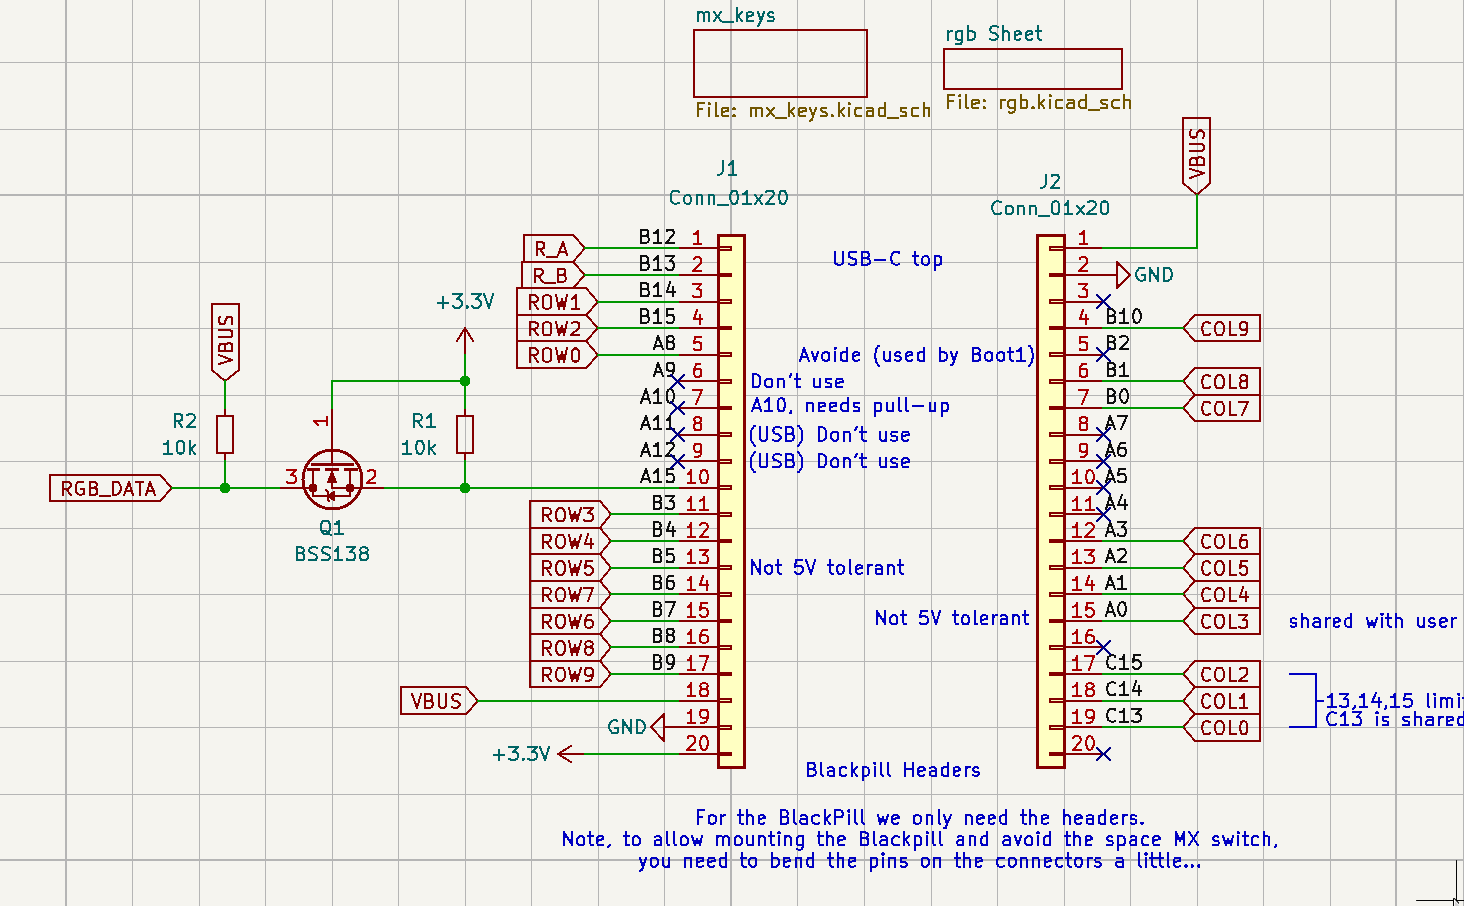 mx_keys
File: mx_keys.kicad_sch
rgb Sheet
File: rgb.kicad_sch
VBUS
J1
Conn_01x20
J2
Conn_01x20
USB-C top
R_A B12 1
R_B B13 2
ROW1 B14 3
ROW2 B15 4
ROW0 A8 5
A9 6 Don't use
A10 7 A10, needs pull-up
A11 8 (USB) Don't use
A12 9 (USB) Don't use
A15 10
ROW3 B3 11
ROW4 B4 12
ROW5 B5 13 Not 5V tolerant
ROW7 B6 14
ROW6 B7 15
ROW8 B8 16
ROW9 B9 17
VBUS 18
GND 19
+3.3V 20
1
2 GND
3
4 B10 COL9
Avoide (used by Boot1) 5 B2
6 B1 COL8
7 B0 COL7
8 A7
9 A6
10 A5
11 A4
12 A3 COL6
13 A2 COL5
14 A1 COL4
Not 5V tolerant 15 A0 COL3 shared with user
16
17 C15 COL2
18 C14 COL1
19 C13 COL0
20
-13,14,15 limi
C13 is shared
+3.3V
VBUS
R2
10k
R1
10k
1
3 2
RGB_DATA
Q1
BSS138
Blackpill Headers
For the BlackPill we only need the headers.
Note, to allow mounting the Blackpill and avoid the space MX switch,
you need to bend the pins on the connectors a little...